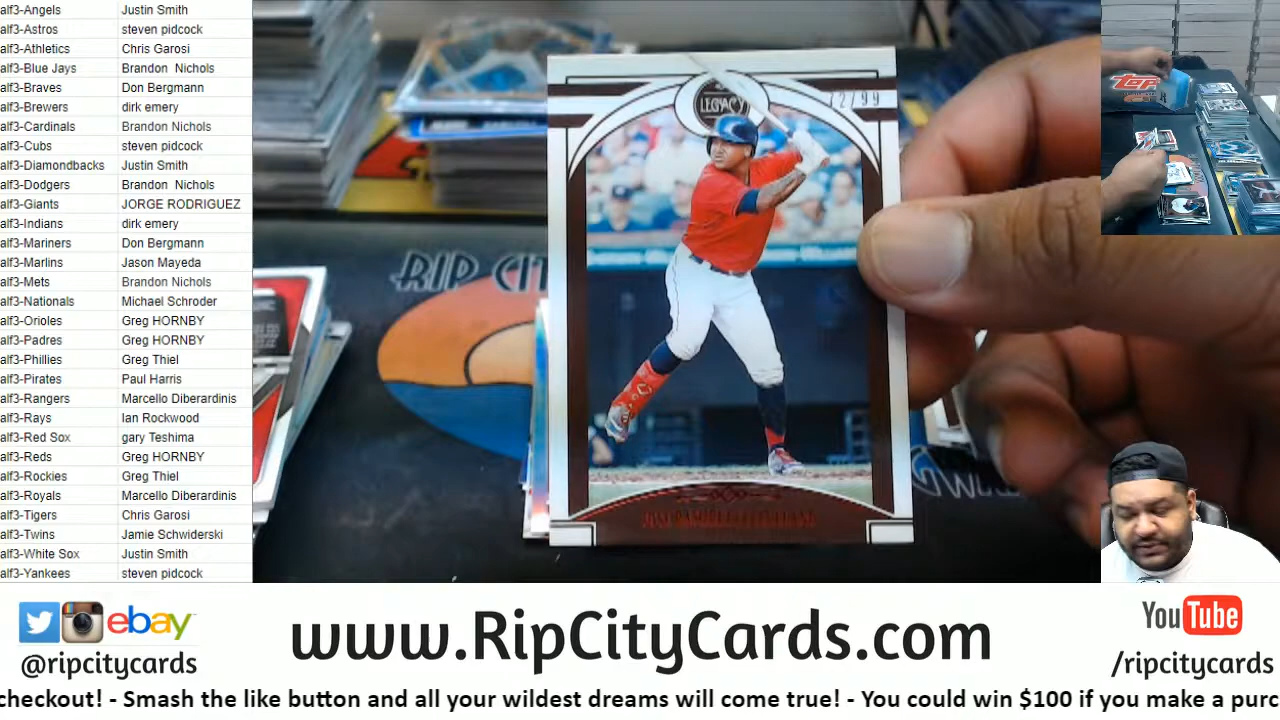 alf3-Angels Justin Smith
alf3-Astros steven pidcock
alf3-Athletics Chris Garosi
alf3-Blue Jays Brandon Nichols
alf3-Braves Don Bergmann
alf3-Brewers dirk emery
alf3-Cardinals Brandon Nichols
alf3-Cubs steven pidcock
alf3-Diamondbacks Justin Smith
alf3-Dodgers Brandon Nichols
alf3-Giants JORGE RODRIGUEZ
alf3-Indians dirk emery
alf3-Mariners Don Bergmann
alf3-Marlins Jason Mayeda
alf3-Mets Brandon Nichols
alf3-Nationals Michael Schroder
alf3-Orioles Greg HORNBY
alf3-Padres Greg HORNBY
alf3-Phillies Greg Thiel
alf3-Pirates Paul Harris
alf3-Rangers Marcello Diberardinis
alf3-Rays Ian Rockwood
alf3-Red Sox gary Teshima
alf3-Reds Greg HORNBY
alf3-Rockies Greg Thiel
alf3-Royals Marcello Diberardinis
alf3-Tigers Chris Garosi
alf3-Twins Jamie Schwiderski
alf3-White Sox Justin Smith
alf3-Yankees steven pidcock
LEGACY
72/99
RIP CIT
JOSE RAMIREZ CLEVELAND
Topps
ebay
@ripcitycards
www.RipCityCards.com
YouTube
/ripcitycards
checkout! - Smash the like button and all your wildest dreams will come true! - You could win $100 if you make a purc